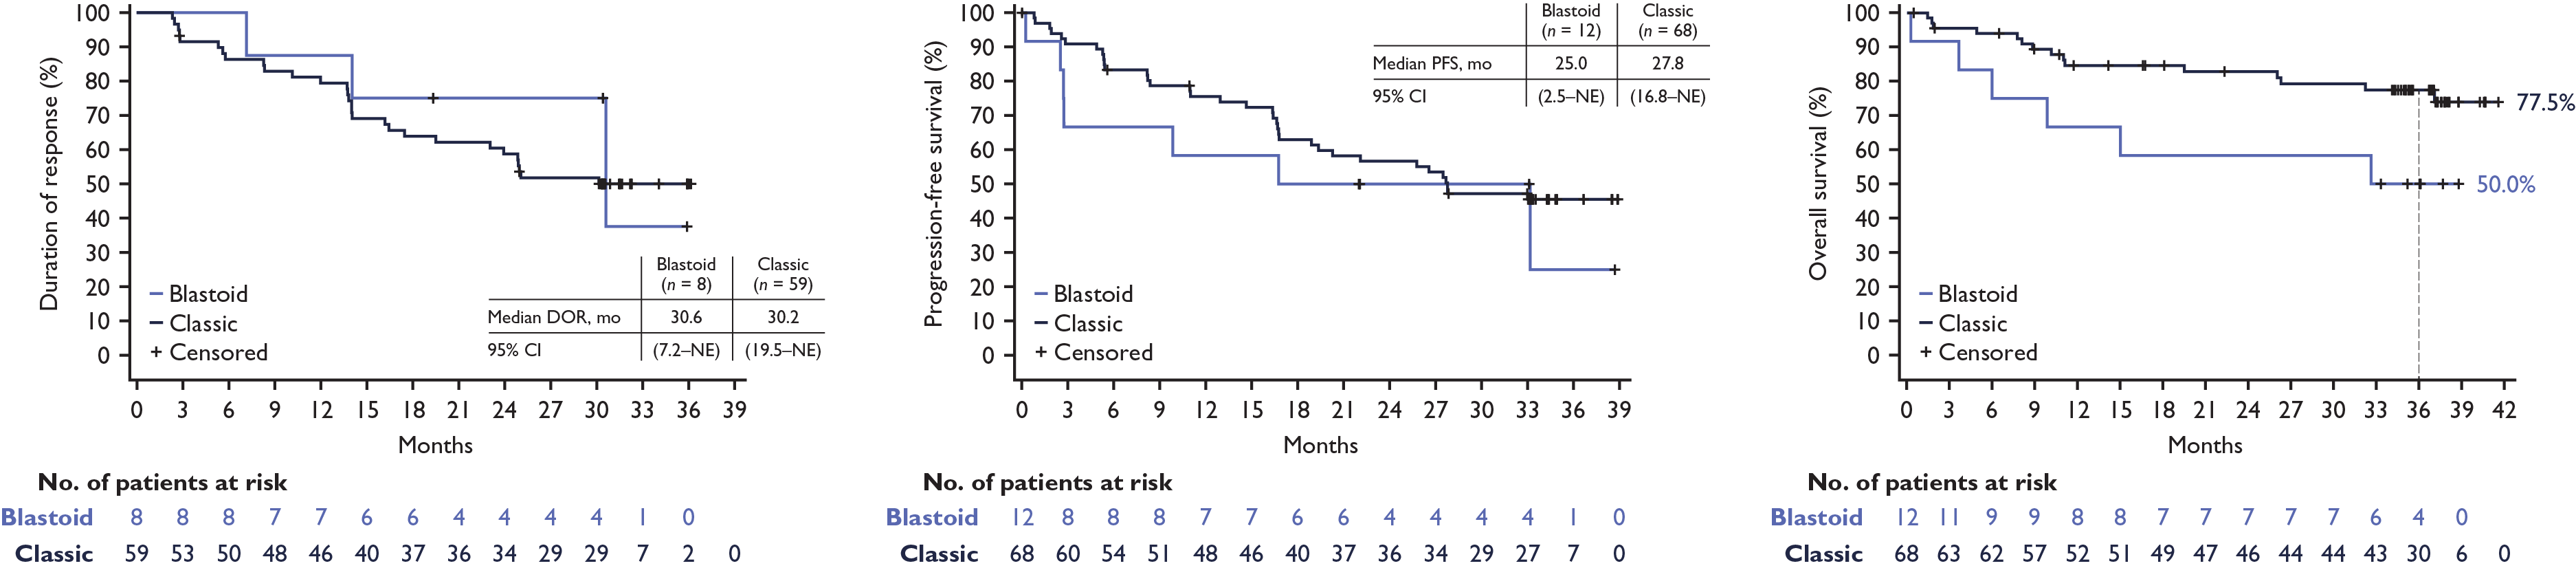 Duration of response (%)
100
90
80
70
60
50
40
30
20
10
0
Blastoid
Classic
+ Censored
Blastoid Classic
(n = 8) (n = 59)
Median DOR, mo 30.6 30.2
95% CI (7.2–NE) (19.5–NE)
0 3 6 9 12 15 18 21 24 27 30 33 36 39
Months
No. of patients at risk
Blastoid 8 8 8 7 7 6 6 4 4 4 4 1 0
Classic 59 53 50 48 46 40 37 36 34 29 29 7 2 0
Progression-free survival (%)
100
90
80
70
60
50
40
30
20
10
0
Blastoid Classic
(n = 12) (n = 68)
Median PFS, mo 25.0 27.8
95% CI (2.5–NE) (16.8–NE)
Blastoid
Classic
+ Censored
0 3 6 9 12 15 18 21 24 27 30 33 36 39
Months
No. of patients at risk
Blastoid 12 8 8 8 7 7 6 6 4 4 4 4 1 0
Classic 68 60 54 51 48 46 40 37 36 34 29 27 7 0
Overall survival (%)
100
90
80
70
60
50
40
30
20
10
0
77.5%
50.0%
Blastoid
Classic
+ Censored
0 3 6 9 12 15 18 21 24 27 30 33 36 39 42
Months
No. of patients at risk
Blastoid 12 11 9 9 8 8 7 7 7 7 7 6 4 0
Classic 68 63 62 57 52 51 49 47 46 44 44 43 30 6 0